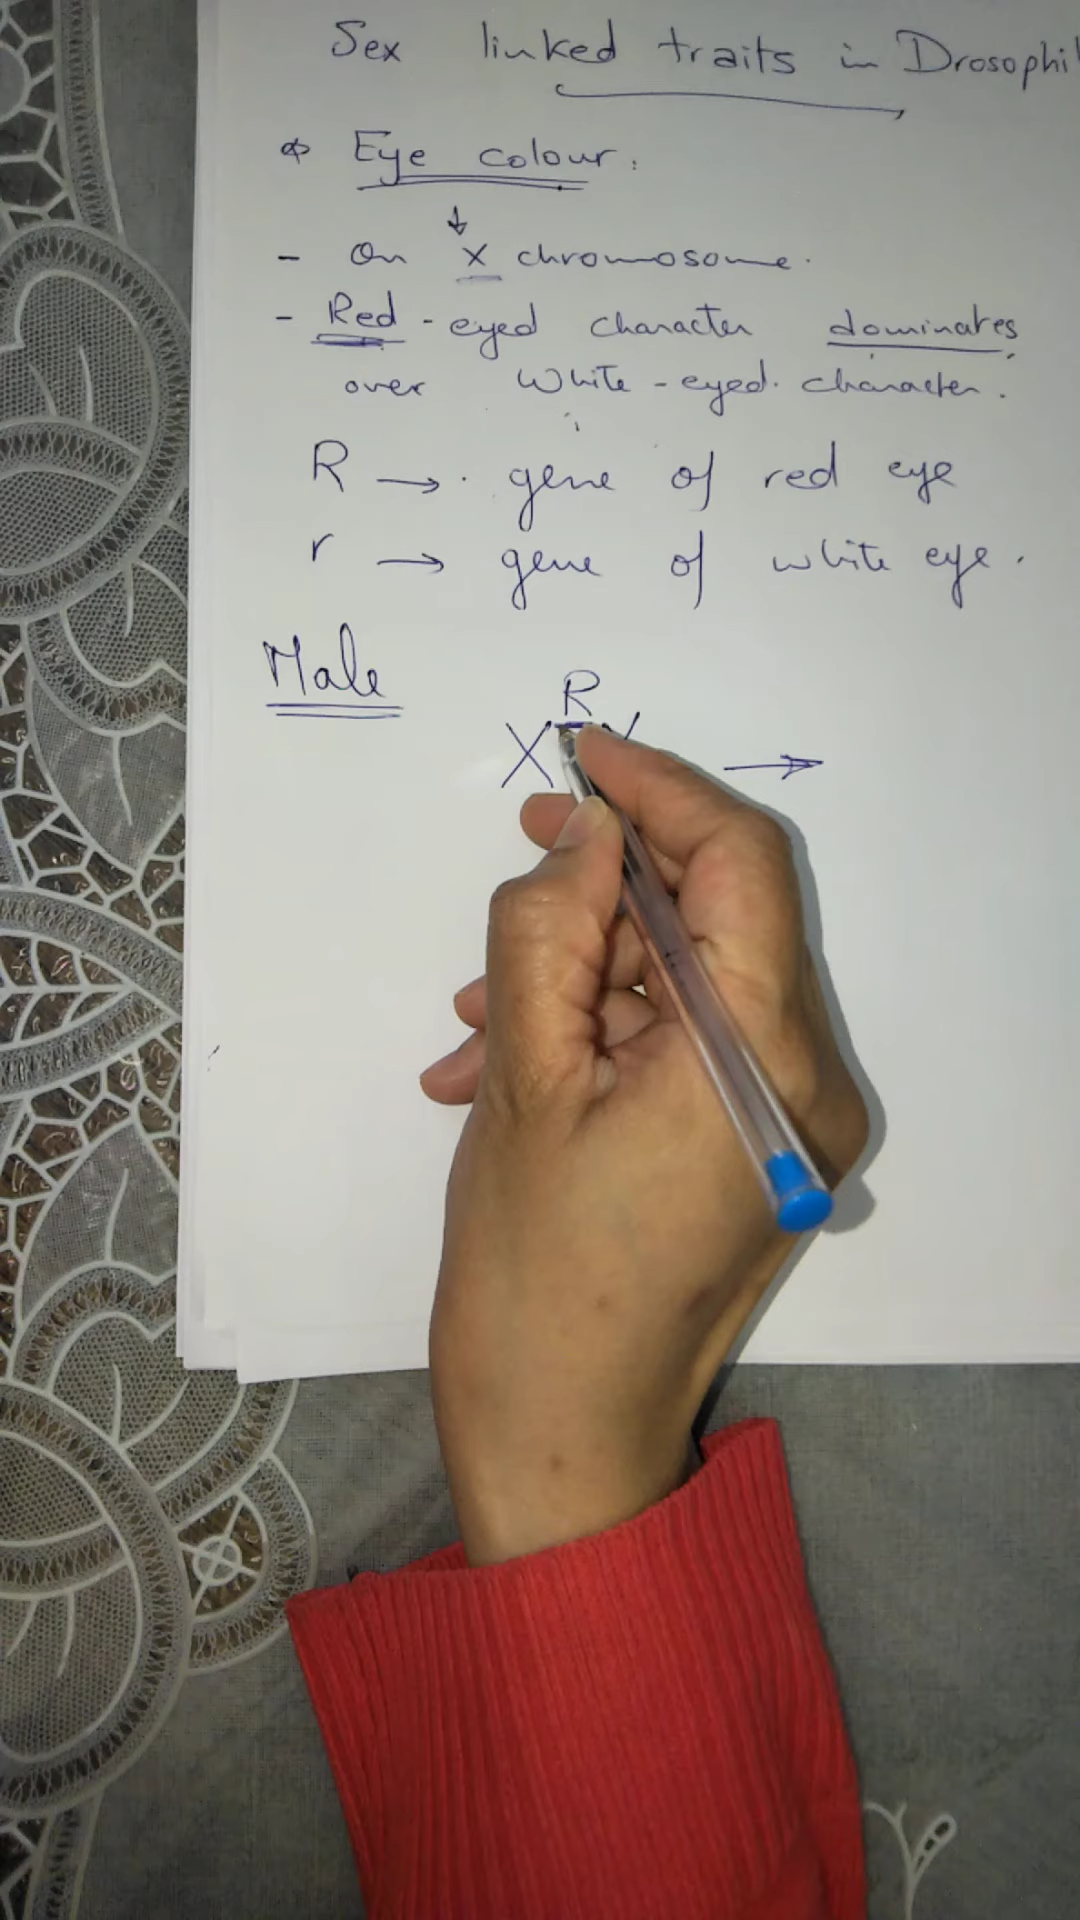 Sex linked traits in Drosophil
Eye colour:
- On X chromosome.
- Red-eyed character dominates
over white-eyed character.
R → gene of red eye
r → gene of white eye.
Male X^R Y →